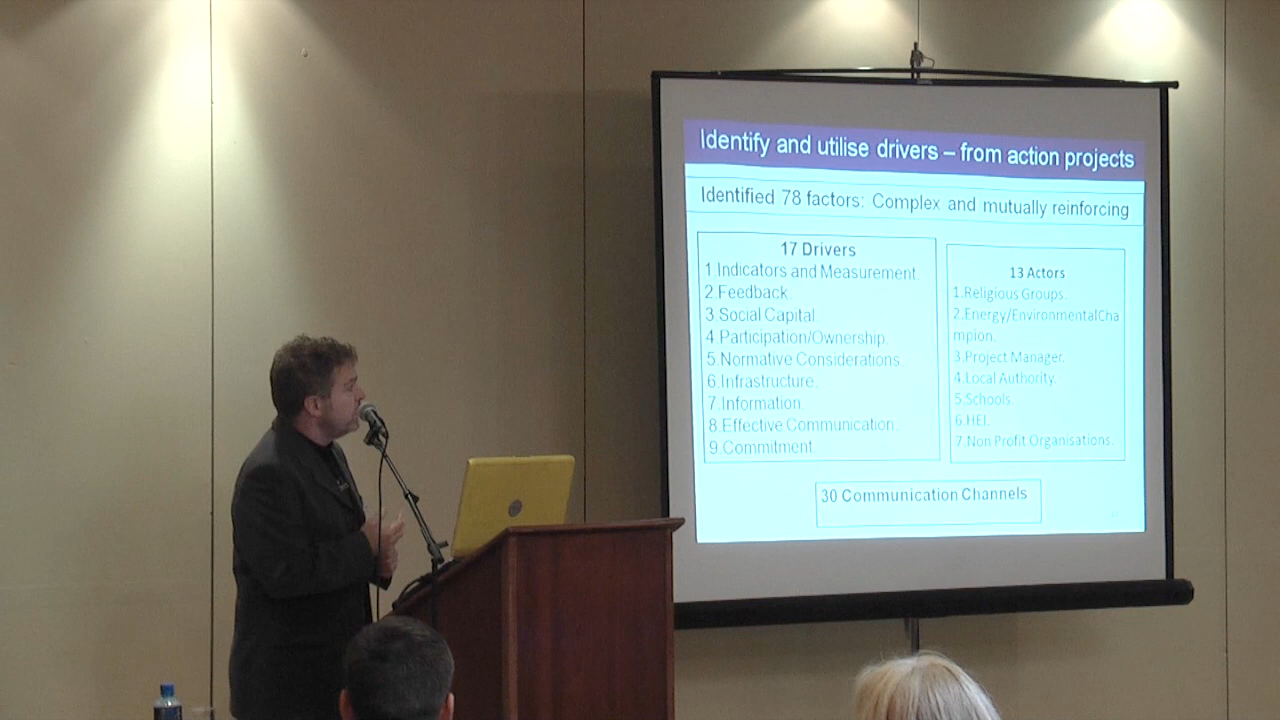 Identify and utilise drivers – from action projects
Identified 78 factors: Complex and mutually reinforcing
17 Drivers
1.Indicators and Measurement.
2.Feedback
3.Social Capital
4.Participation/Ownership.
5.Normative Considerations.
6.Infrastructure.
7.Information.
8.Effective Communication.
9.Commitment.
13 Actors
1.Religious Groups.
2.Energy/EnvironmentalCha
mpion.
3.Project Manager.
4.Local Authority.
5.Schools.
6.HEI.
7.Non Profit Organisations.
30 Communication Channels